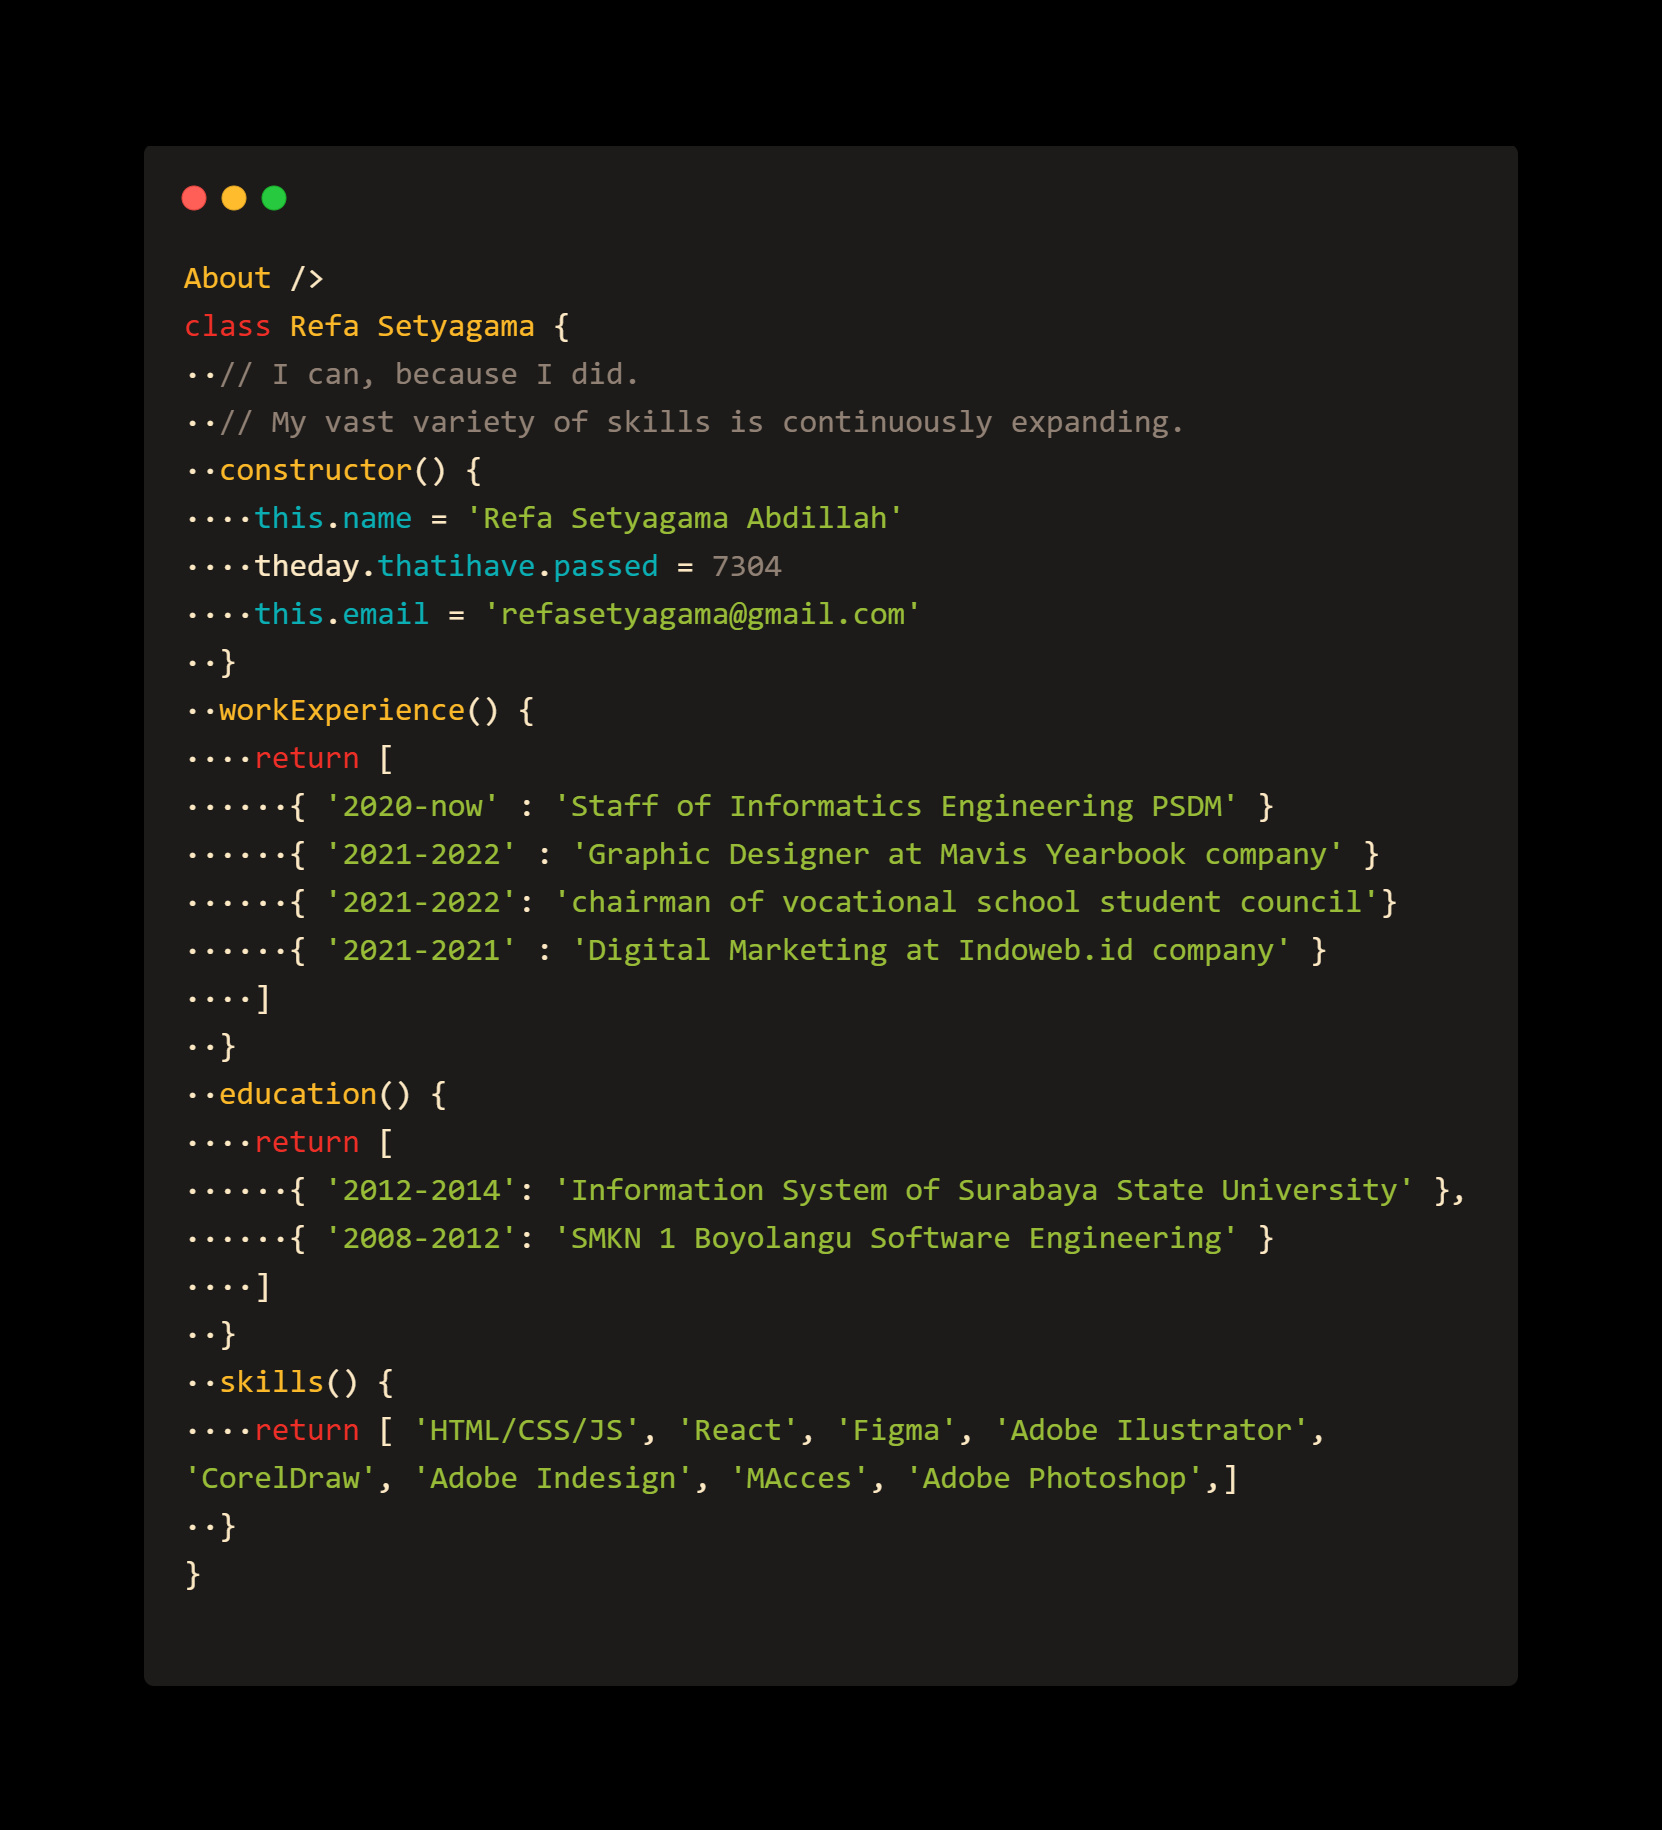 About />
class Refa Setyagama {
··// I can, because I did.
··// My vast variety of skills is continuously expanding.
··constructor() {
····this.name = 'Refa Setyagama Abdillah'
····theday.thatihave.passed = 7304
····this.email = 'refasetyagama@gmail.com'
··}
··workExperience() {
····return [
······{ '2020-now' : 'Staff of Informatics Engineering PSDM' }
······{ '2021-2022' : 'Graphic Designer at Mavis Yearbook company' }
······{ '2021-2022': 'chairman of vocational school student council'}
······{ '2021-2021' : 'Digital Marketing at Indoweb.id company' }
····]
··}
··education() {
····return [
······{ '2012-2014': 'Information System of Surabaya State University' },
······{ '2008-2012': 'SMKN 1 Boyolangu Software Engineering' }
····]
··}
··skills() {
····return [ 'HTML/CSS/JS', 'React', 'Figma', 'Adobe Ilustrator',
'CorelDraw', 'Adobe Indesign', 'MAcces', 'Adobe Photoshop',]
··}
}